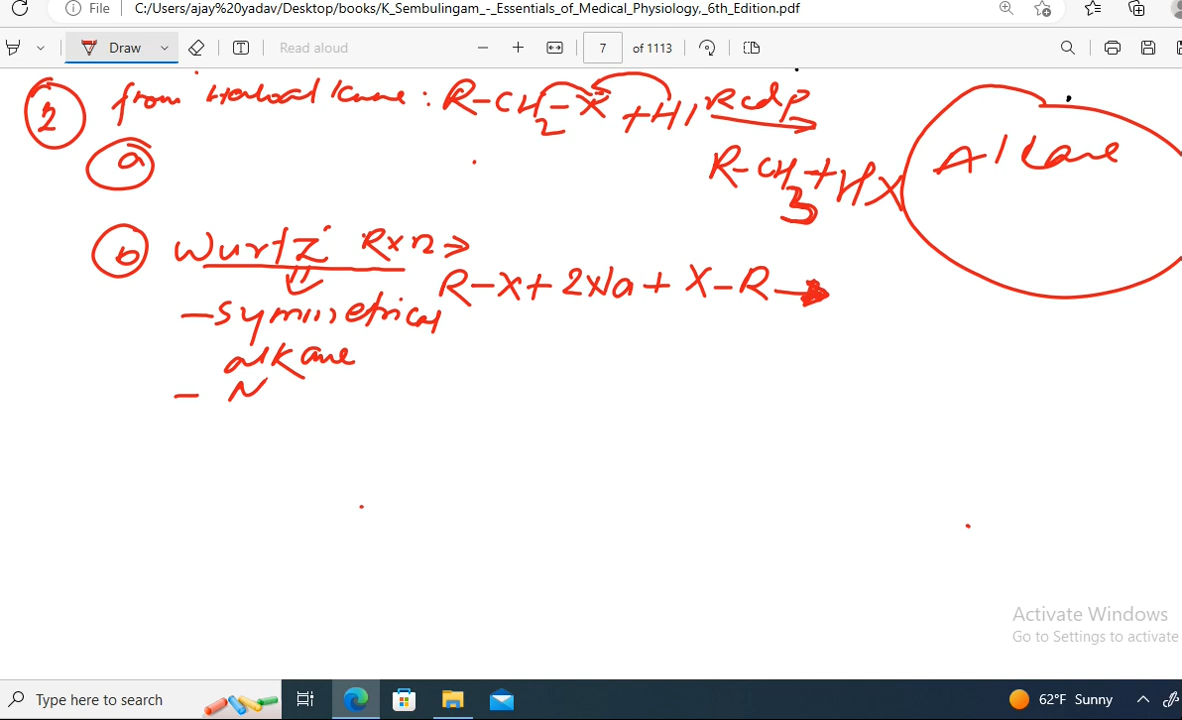 File C:/Users/ajay%20yadav/Desktop/books/K_Sembulingam_-_Essentials_of_Medical_Physiology,_6th_Edition.pdf
Draw Read aloud 7 of 1113
2 from : R-CH2-X + HI Redp
R-CH3+HX
Alkane
a
b Wurtz Rxn
R-X+ 2Na + X-R
-symmetrical
alkane
- N
Activate Windows
Go to Settings to activate
Type here to search 62°F Sunny